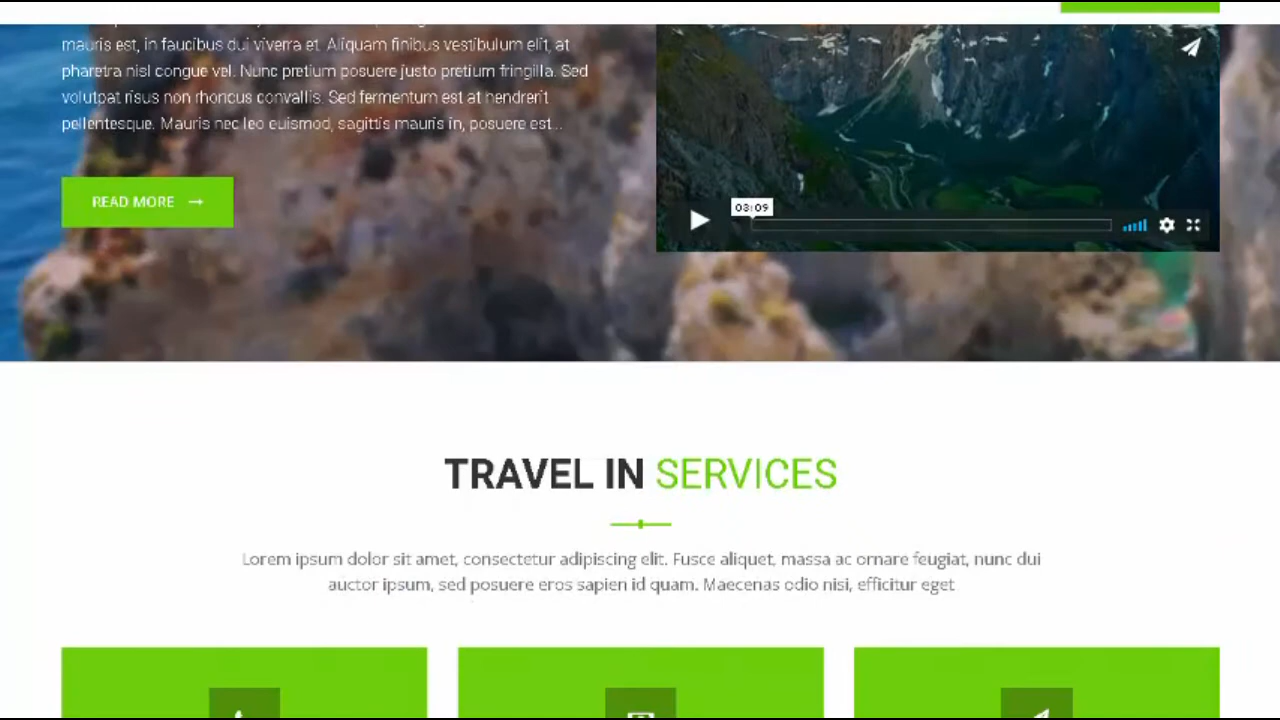 mauris est, in faucibus dui viverra et. Aliquam finibus vestibulum elit, at
pharetra nisl congue vel. Nunc pretium posuere justo pretium fringilla. Sed
volutpat risus non rhoncus convallis. Sed fermentum est at hendrerit
pellentesque. Mauris nec leo euismod, sagittis mauris in, posuere est...
READ MORE
03:09
TRAVEL IN SERVICES
Lorem ipsum dolor sit amet, consectetur adipiscing elit. Fusce aliquet, massa ac ornare feugiat, nunc dui
auctor ipsum, sed posuere eros sapien id quam. Maecenas odio nisi, efficitur eget